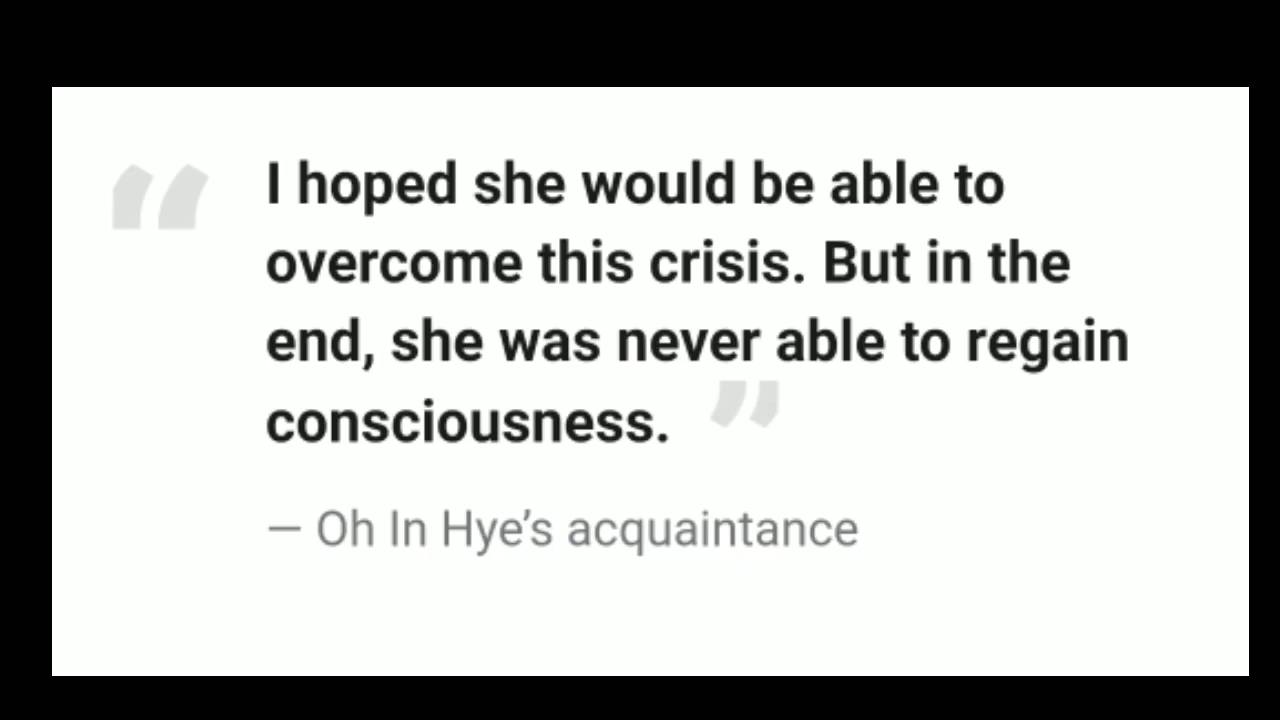 “ I hoped she would be able to
overcome this crisis. But in the
end, she was never able to regain
consciousness. ”
— Oh In Hye’s acquaintance